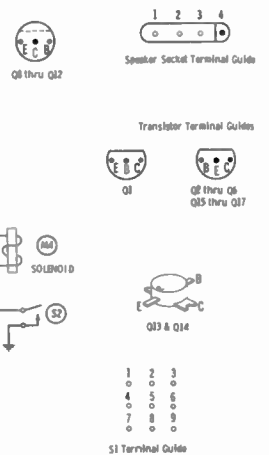 1 2 3 4
E C B
Q1 thru Q12
Speaker Socket Terminal Guide
Transistor Terminal Guides
E B C
Q1
B E C
Q2 thru Q6
Q15 thru Q17
M4
SOLENOID
B
E C
Q13 & Q14
S2
1 2 3
4 5 6
7 8 9
S1 Terminal Guide